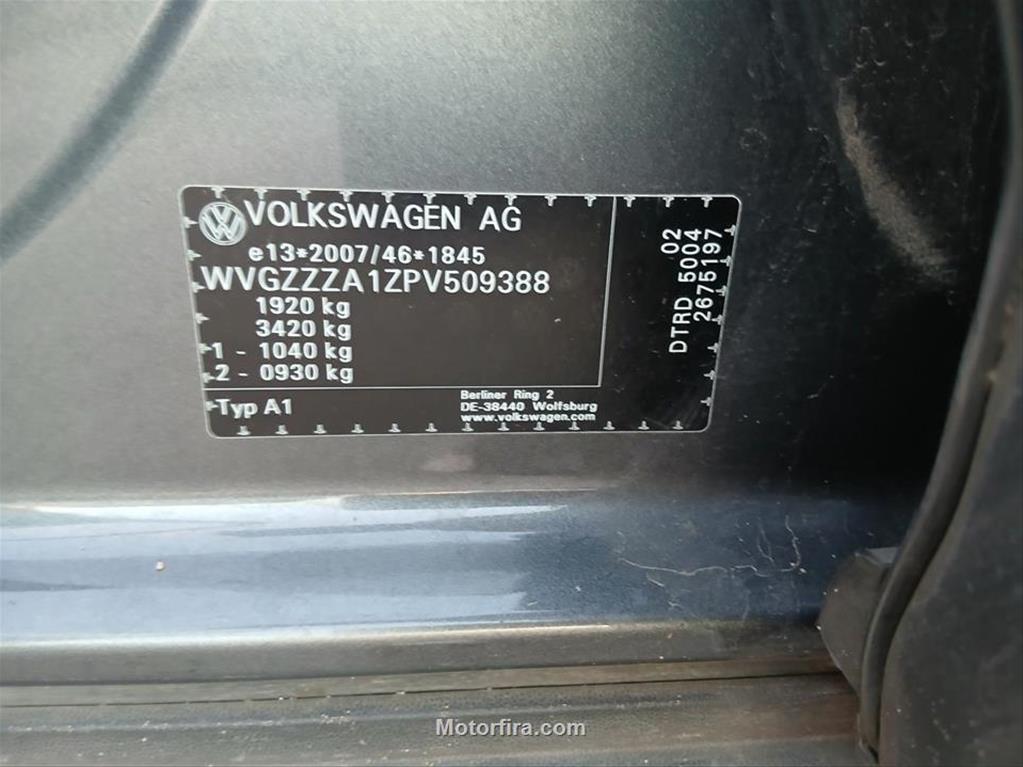 VOLKSWAGEN AG
e13*2007/46*1845
WVGZZZA1ZPV509388
1920 kg
3420 kg
1 - 1040 kg
2 - 0930 kg
Typ A1
Berliner Ring 2
DE-38440 Wolfsburg
www.volkswagen.com
02
DTRD 5004
2675197
Motorfira.com